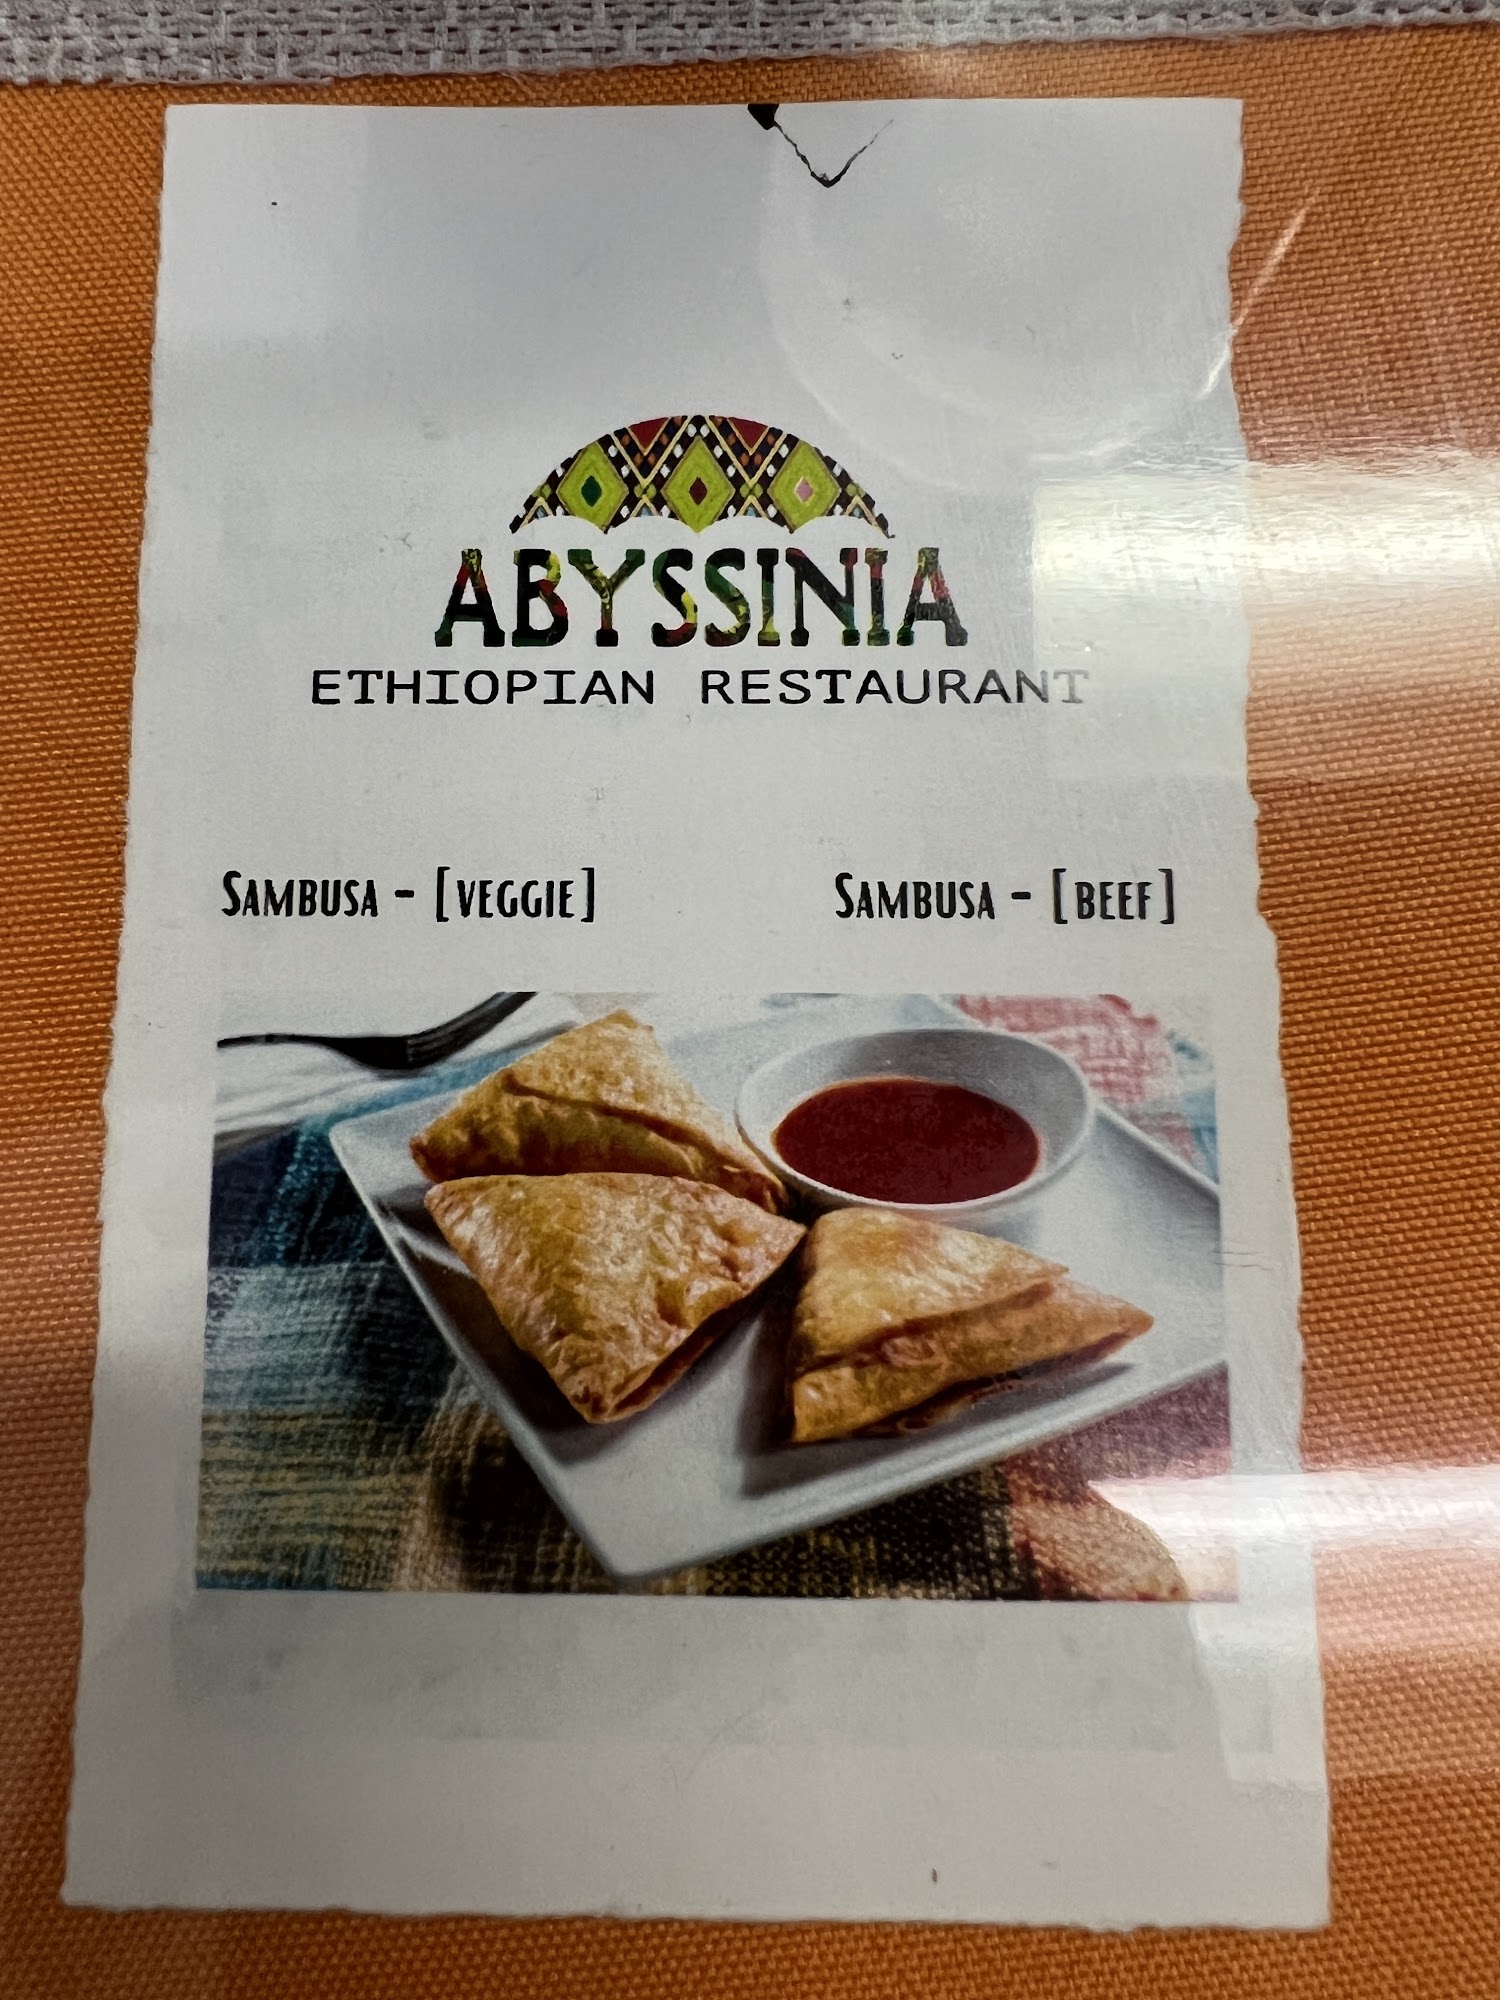 ABYSSINIA
ETHIOPIAN RESTAURANT
SAMBUSA - [VEGGIE]
SAMBUSA - [BEEF]